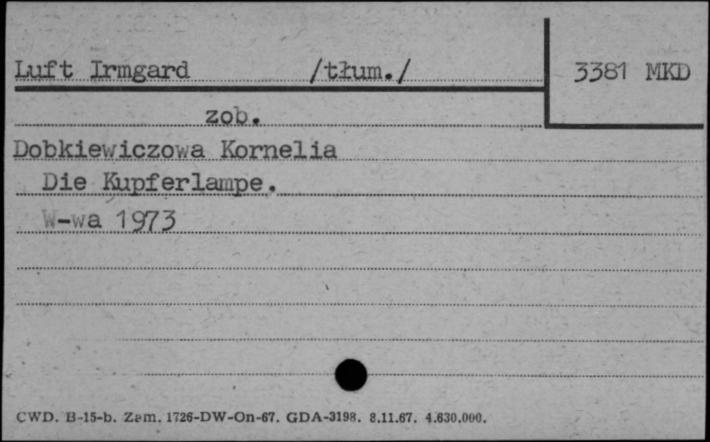 Luft Irmgard /tłum./ 3381 MKD
zob.
Dobkiewiczowa Kornelia
Die Kupferlampe.
W-wa 1973
CWD. B-15-b. Zam. 1726-DW-On-67. GDA-3198. 8.11.67. 4.630.000.